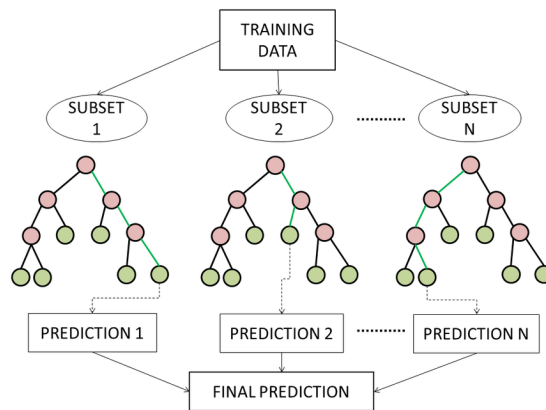 TRAINING
DATA
SUBSET
1
SUBSET
2
............
SUBSET
N
PREDICTION 1
PREDICTION 2
............
PREDICTION N
FINAL PREDICTION